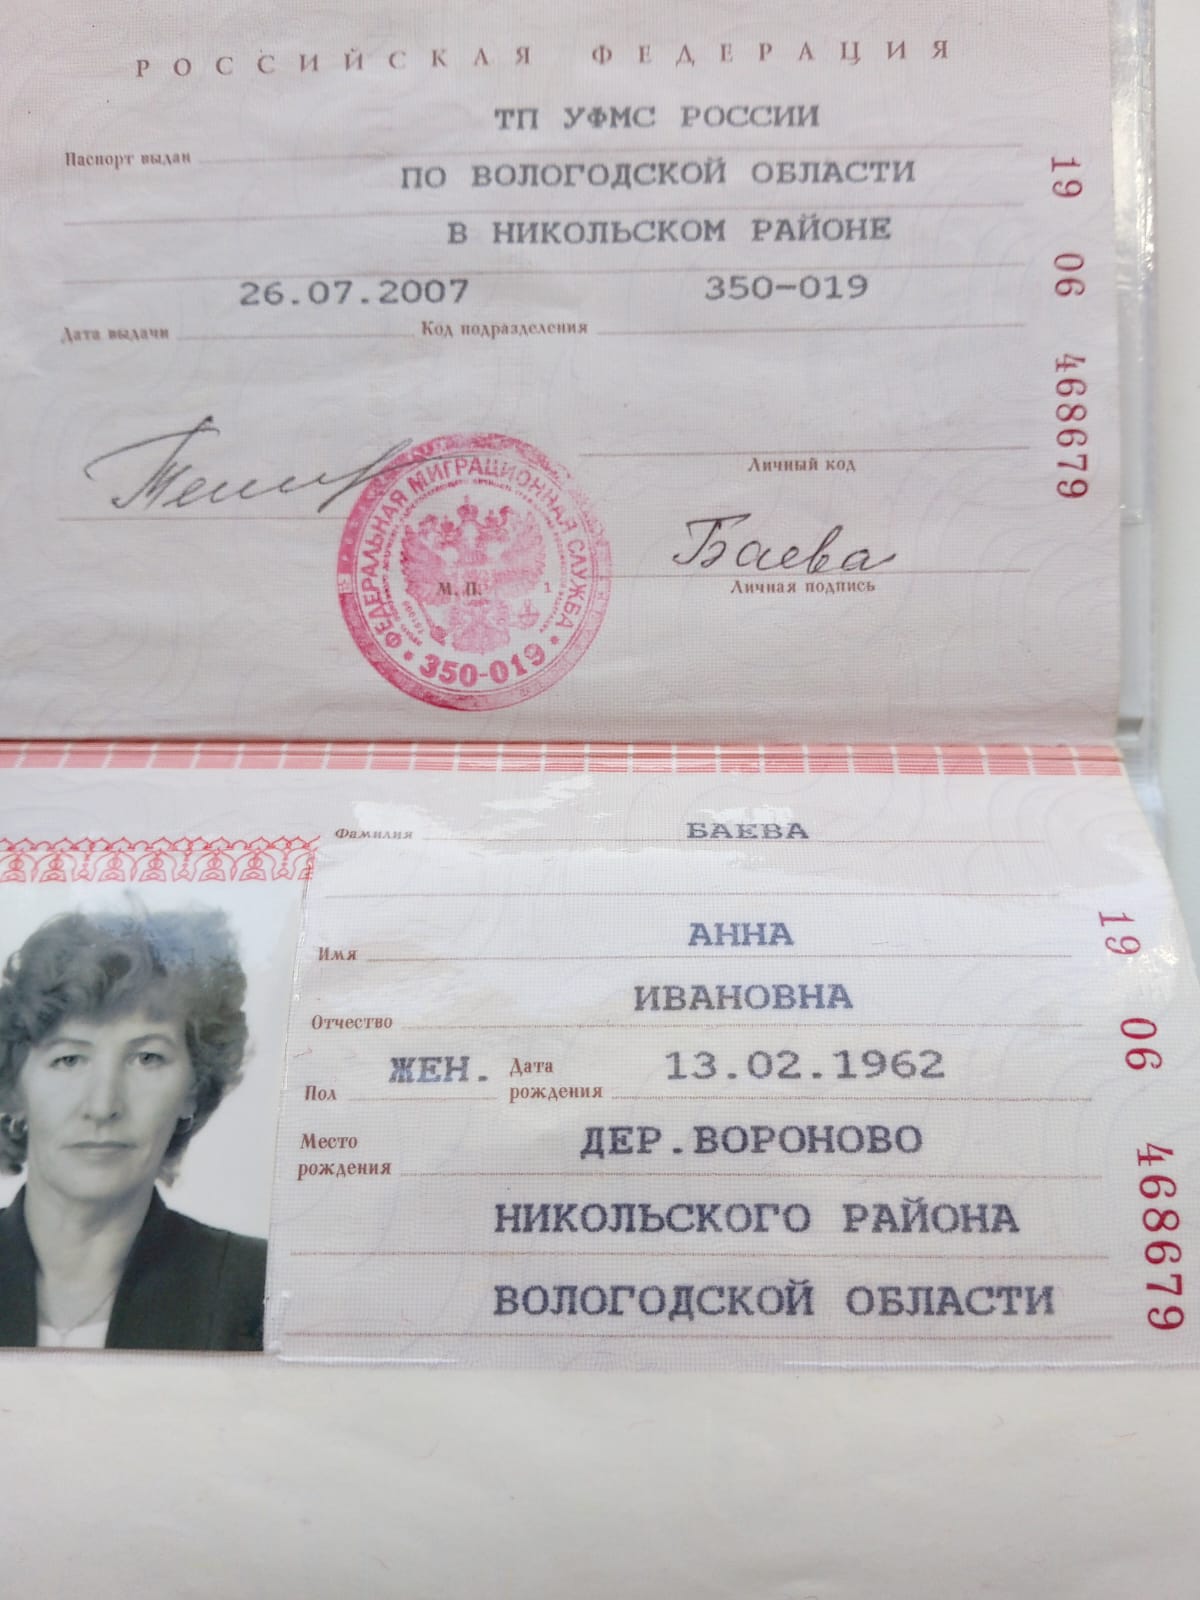 РОССИЙСКАЯ ФЕДЕРАЦИЯ
ТП УФМС РОССИИ
Паспорт выдан
ПО ВОЛОГОДСКОЙ ОБЛАСТИ
В НИКОЛЬСКОМ РАЙОНЕ
26.07.2007 350-019
Дата выдачи Код подразделения
19 06 468679
Личный код
Баева
Личная подпись
ФЕДЕРАЛЬНАЯ МИГРАЦИОННАЯ СЛУЖБА
М.П. 1
350-019
Фамилия БАЕВА
Имя АННА
Отчество ИВАНОВНА
Пол ЖЕН. Дата рождения 13.02.1962
Место рождения ДЕР.ВОРОНОВО
НИКОЛЬСКОГО РАЙОНА
ВОЛОГОДСКОЙ ОБЛАСТИ
19 06 468679